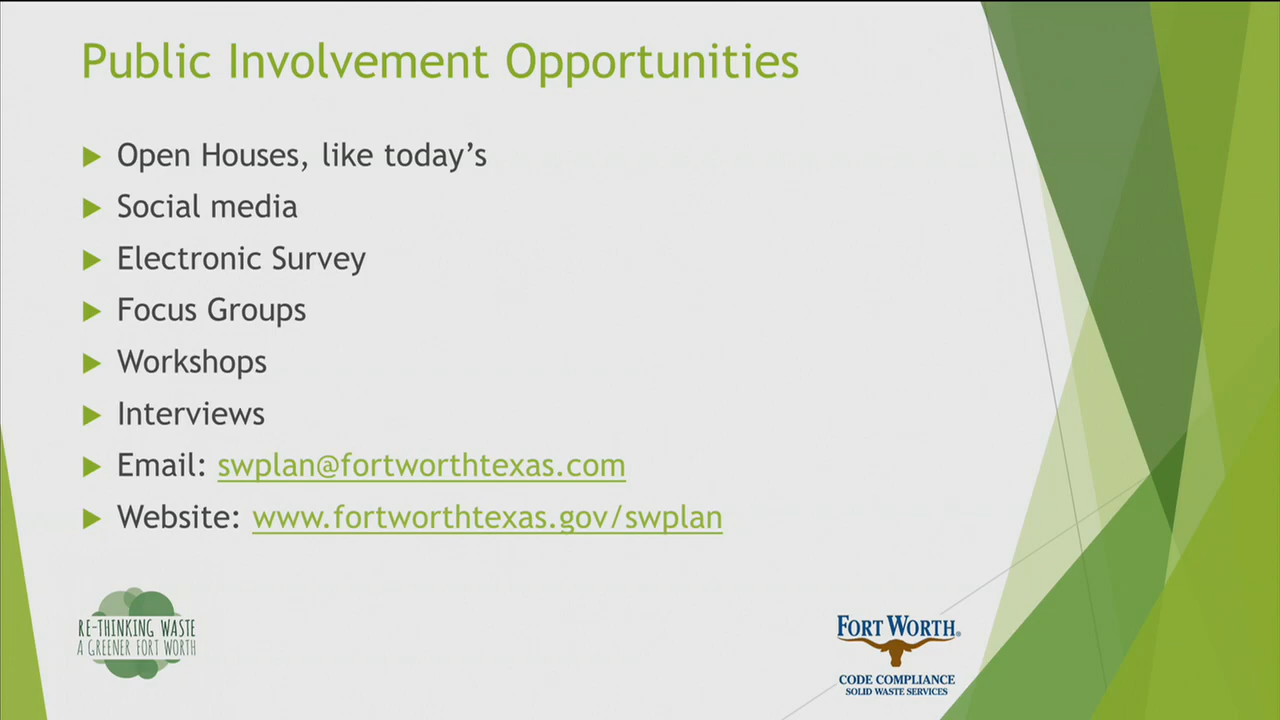 Public Involvement Opportunities
Open Houses, like today's
Social media
Electronic Survey
Focus Groups
Workshops
Interviews
Email: swplan@fortworthtexas.com
Website: www.fortworthtexas.gov/swplan
RE-THINKING WASTE
A GREENER FORT WORTH
FORT WORTH®
CODE COMPLIANCE
SOLID WASTE SERVICES